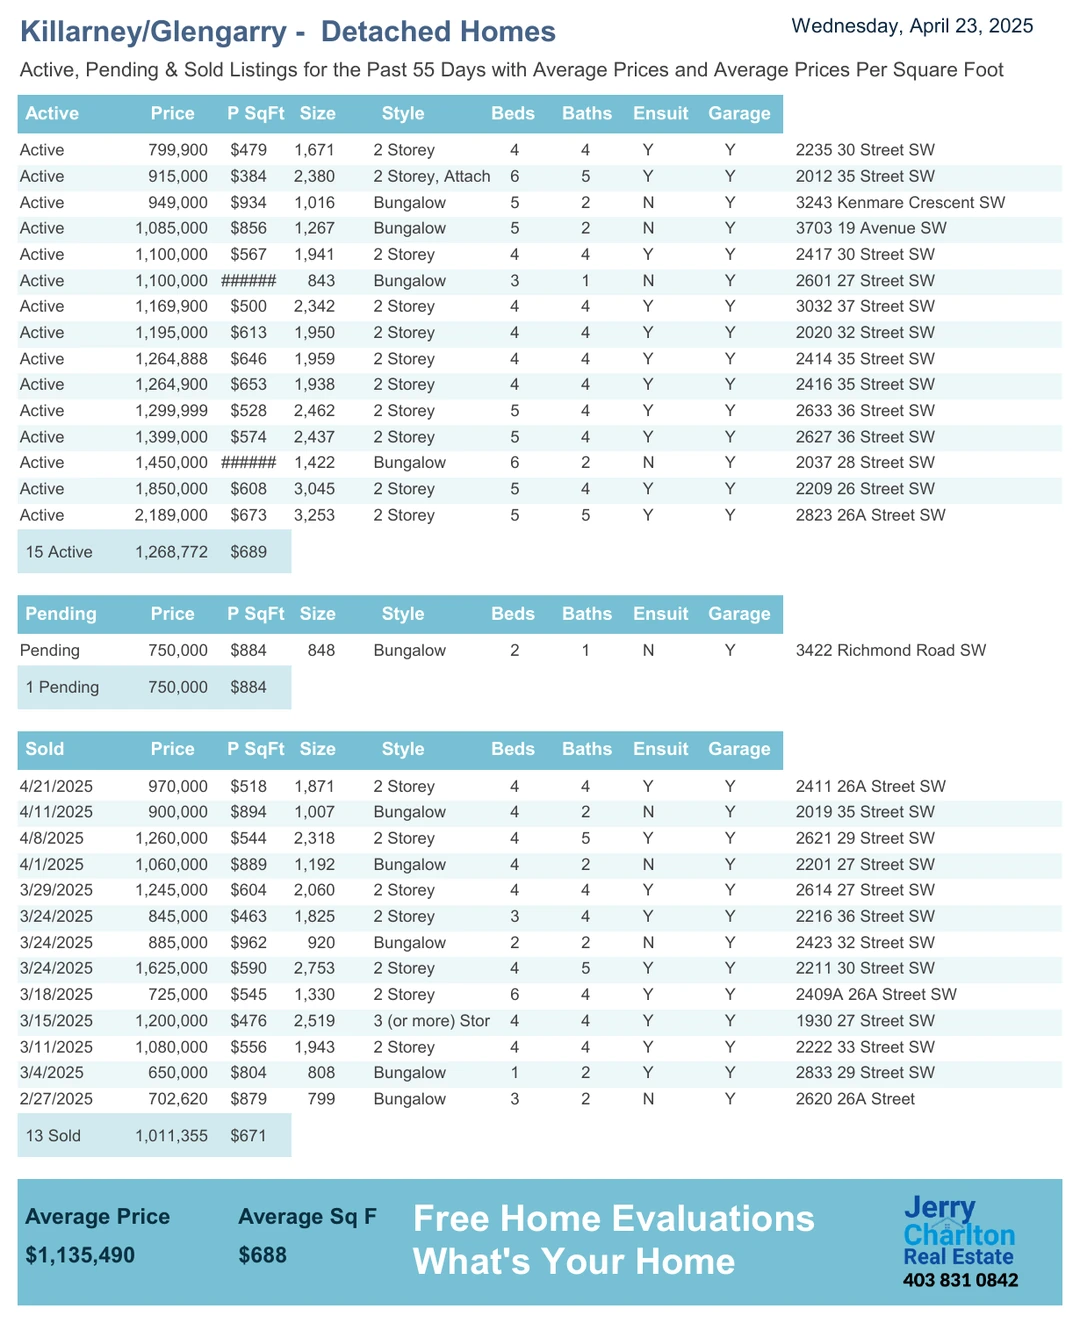 Killarney/Glengarry - Detached Homes
Wednesday, April 23, 2025
Active, Pending & Sold Listings for the Past 55 Days with Average Prices and Average Prices Per Square Foot
Active Price P SqFt Size Style Beds Baths Ensuit Garage
Active 799,900 $479 1,671 2 Storey 4 4 Y Y 2235 30 Street SW
Active 915,000 $384 2,380 2 Storey, Attach 6 5 Y Y 2012 35 Street SW
Active 949,000 $934 1,016 Bungalow 5 2 N Y 3243 Kenmare Crescent SW
Active 1,085,000 $856 1,267 Bungalow 5 2 N Y 3703 19 Avenue SW
Active 1,100,000 $567 1,941 2 Storey 4 4 Y Y 2417 30 Street SW
Active 1,100,000 ###### 843 Bungalow 3 1 N Y 2601 27 Street SW
Active 1,169,900 $500 2,342 2 Storey 4 4 Y Y 3032 37 Street SW
Active 1,195,000 $613 1,950 2 Storey 4 4 Y Y 2020 32 Street SW
Active 1,264,888 $646 1,959 2 Storey 4 4 Y Y 2414 35 Street SW
Active 1,264,900 $653 1,938 2 Storey 4 4 Y Y 2416 35 Street SW
Active 1,299,999 $528 2,462 2 Storey 5 4 Y Y 2633 36 Street SW
Active 1,399,000 $574 2,437 2 Storey 5 4 Y Y 2627 36 Street SW
Active 1,450,000 ###### 1,422 Bungalow 6 2 N Y 2037 28 Street SW
Active 1,850,000 $608 3,045 2 Storey 5 4 Y Y 2209 26 Street SW
Active 2,189,000 $673 3,253 2 Storey 5 5 Y Y 2823 26A Street SW
15 Active 1,268,772 $689
Pending Price P SqFt Size Style Beds Baths Ensuit Garage
Pending 750,000 $884 848 Bungalow 2 1 N Y 3422 Richmond Road SW
1 Pending 750,000 $884
Sold Price P SqFt Size Style Beds Baths Ensuit Garage
4/21/2025 970,000 $518 1,871 2 Storey 4 4 Y Y 2411 26A Street SW
4/11/2025 900,000 $894 1,007 Bungalow 4 2 N Y 2019 35 Street SW
4/8/2025 1,260,000 $544 2,318 2 Storey 4 5 Y Y 2621 29 Street SW
4/1/2025 1,060,000 $889 1,192 Bungalow 4 2 N Y 2201 27 Street SW
3/29/2025 1,245,000 $604 2,060 2 Storey 4 4 Y Y 2614 27 Street SW
3/24/2025 845,000 $463 1,825 2 Storey 3 4 Y Y 2216 36 Street SW
3/24/2025 885,000 $962 920 Bungalow 2 2 N Y 2423 32 Street SW
3/24/2025 1,625,000 $590 2,753 2 Storey 4 5 Y Y 2211 30 Street SW
3/18/2025 725,000 $545 1,330 2 Storey 6 4 Y Y 2409A 26A Street SW
3/15/2025 1,200,000 $476 2,519 3 (or more) Stor 4 4 Y Y 1930 27 Street SW
3/11/2025 1,080,000 $556 1,943 2 Storey 4 4 Y Y 2222 33 Street SW
3/4/2025 650,000 $804 808 Bungalow 1 2 Y Y 2833 29 Street SW
2/27/2025 702,620 $879 799 Bungalow 3 2 N Y 2620 26A Street
13 Sold 1,011,355 $671
Average Price Average Sq F
$1,135,490 $688
Free Home Evaluations
What's Your Home
Jerry
Charlton
Real Estate
403 831 0842